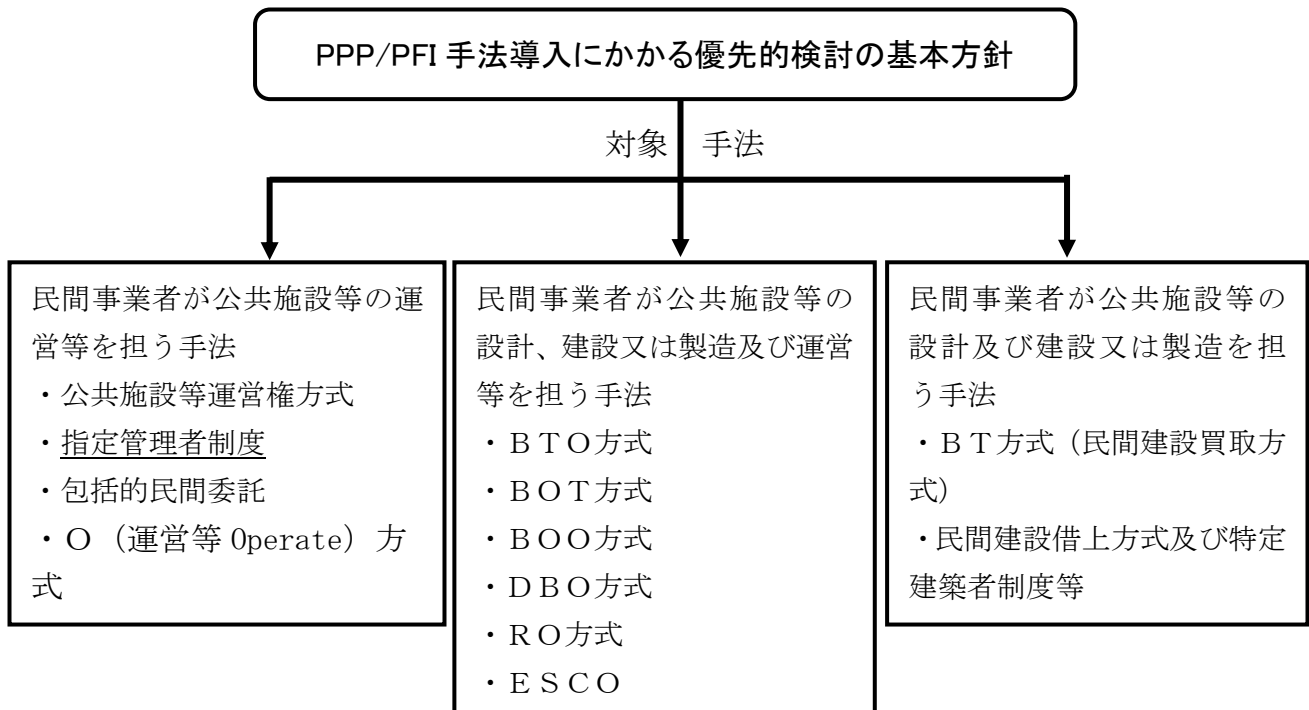 PPP/PFI 手法導入にかかる優先的検討の基本方針
対象 手法
民間事業者が公共施設等の運
営等を担う手法
・公共施設等運営権方式
・指定管理者制度
・包括的民間委託
・O（運営等 Operate）方
式
民間事業者が公共施設等の
設計、建設又は製造及び運営
等を担う手法
・ＢＴＯ方式
・ＢＯＴ方式
・ＢＯＯ方式
・ＤＢＯ方式
・ＲＯ方式
・ＥＳＣＯ
民間事業者が公共施設等の
設計及び建設又は製造を担
う手法
・ＢＴ方式（民間建設買取方
式）
・民間建設借上方式及び特定
建築者制度等